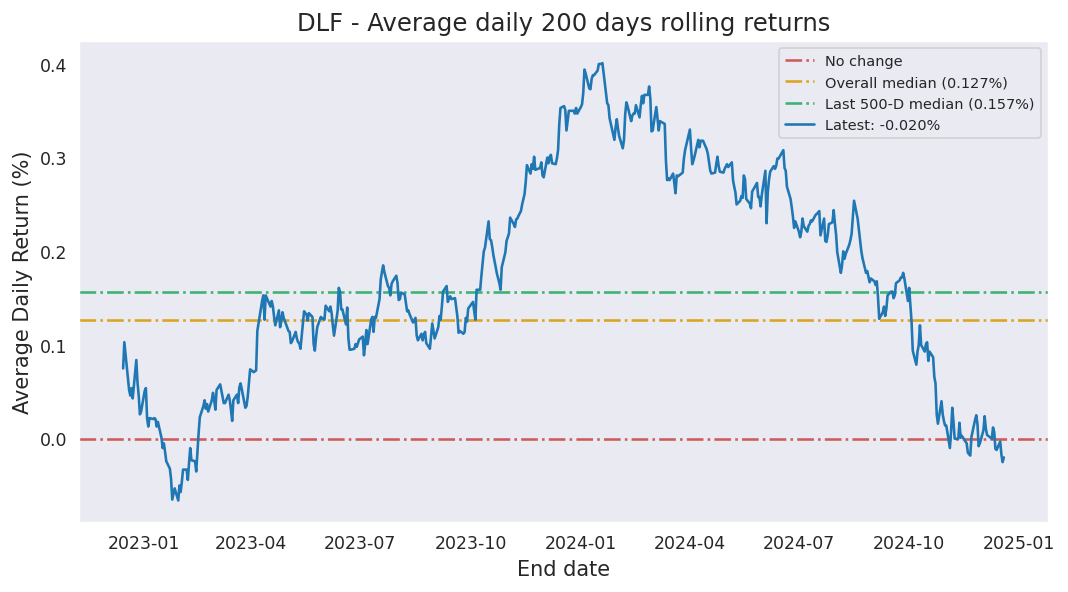 DLF - Average daily 200 days rolling returns
No change
Overall median (0.127%)
Last 500-D median (0.157%)
Latest: -0.020%
Average Daily Return (%)
0.4
0.3
0.2
0.1
0.0
2023-01 2023-04 2023-07 2023-10 2024-01 2024-04 2024-07 2024-10 2025-01
End date